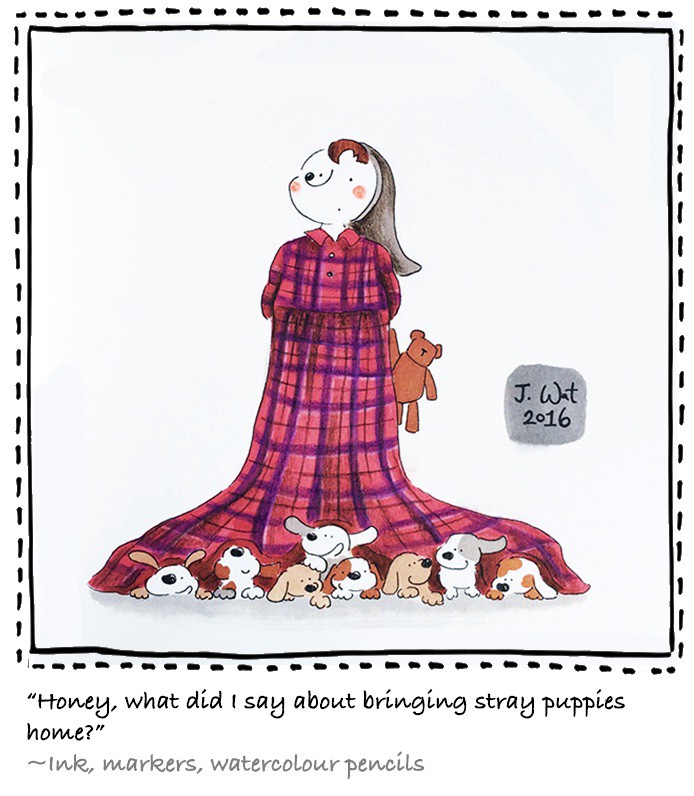 J. Wat
2016
“Honey, what did I say about bringing stray puppies
home?”
~Ink, markers, watercolour pencils